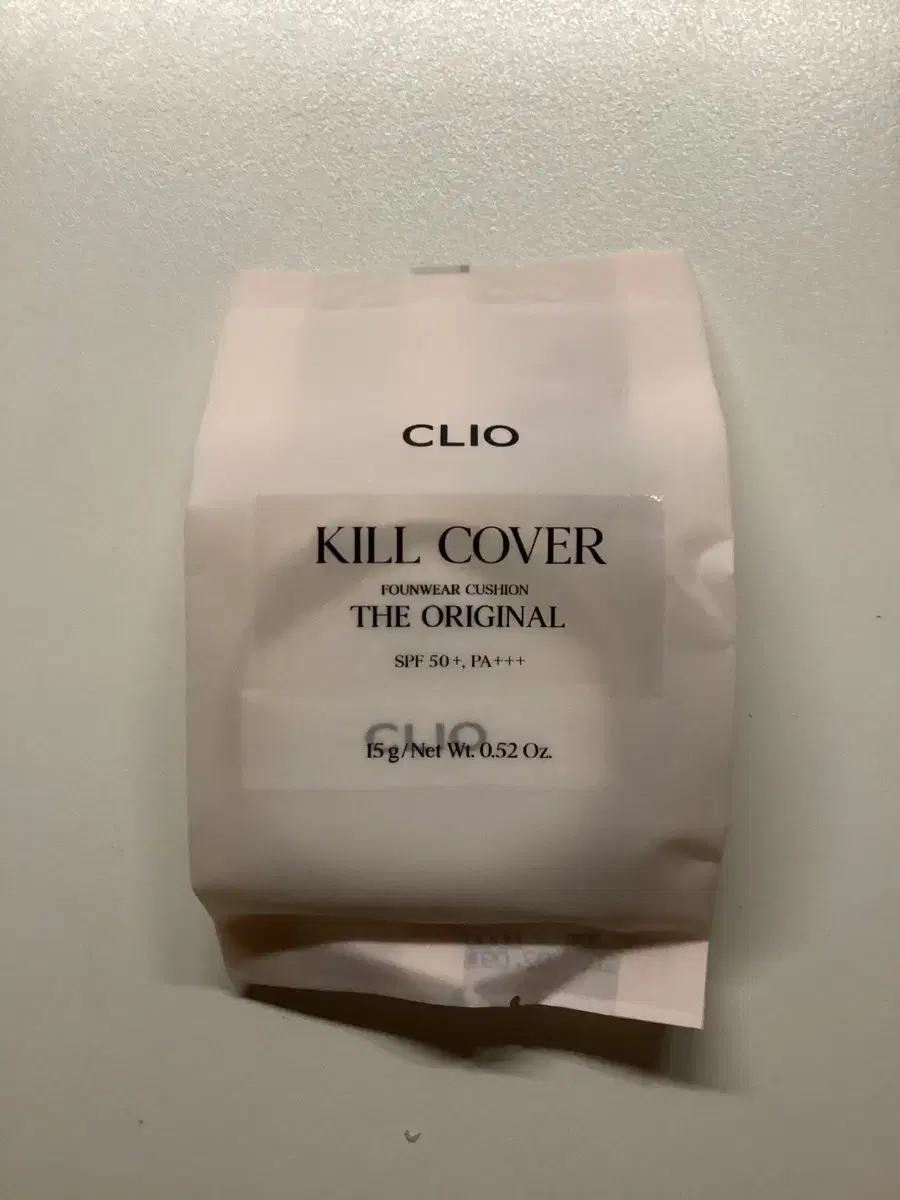 CLIO
KILL COVER
FOUNWEAR CUSHION
THE ORIGINAL
SPF 50+, PA+++
CLIO
15 g/Net Wt. 0.52 Oz.